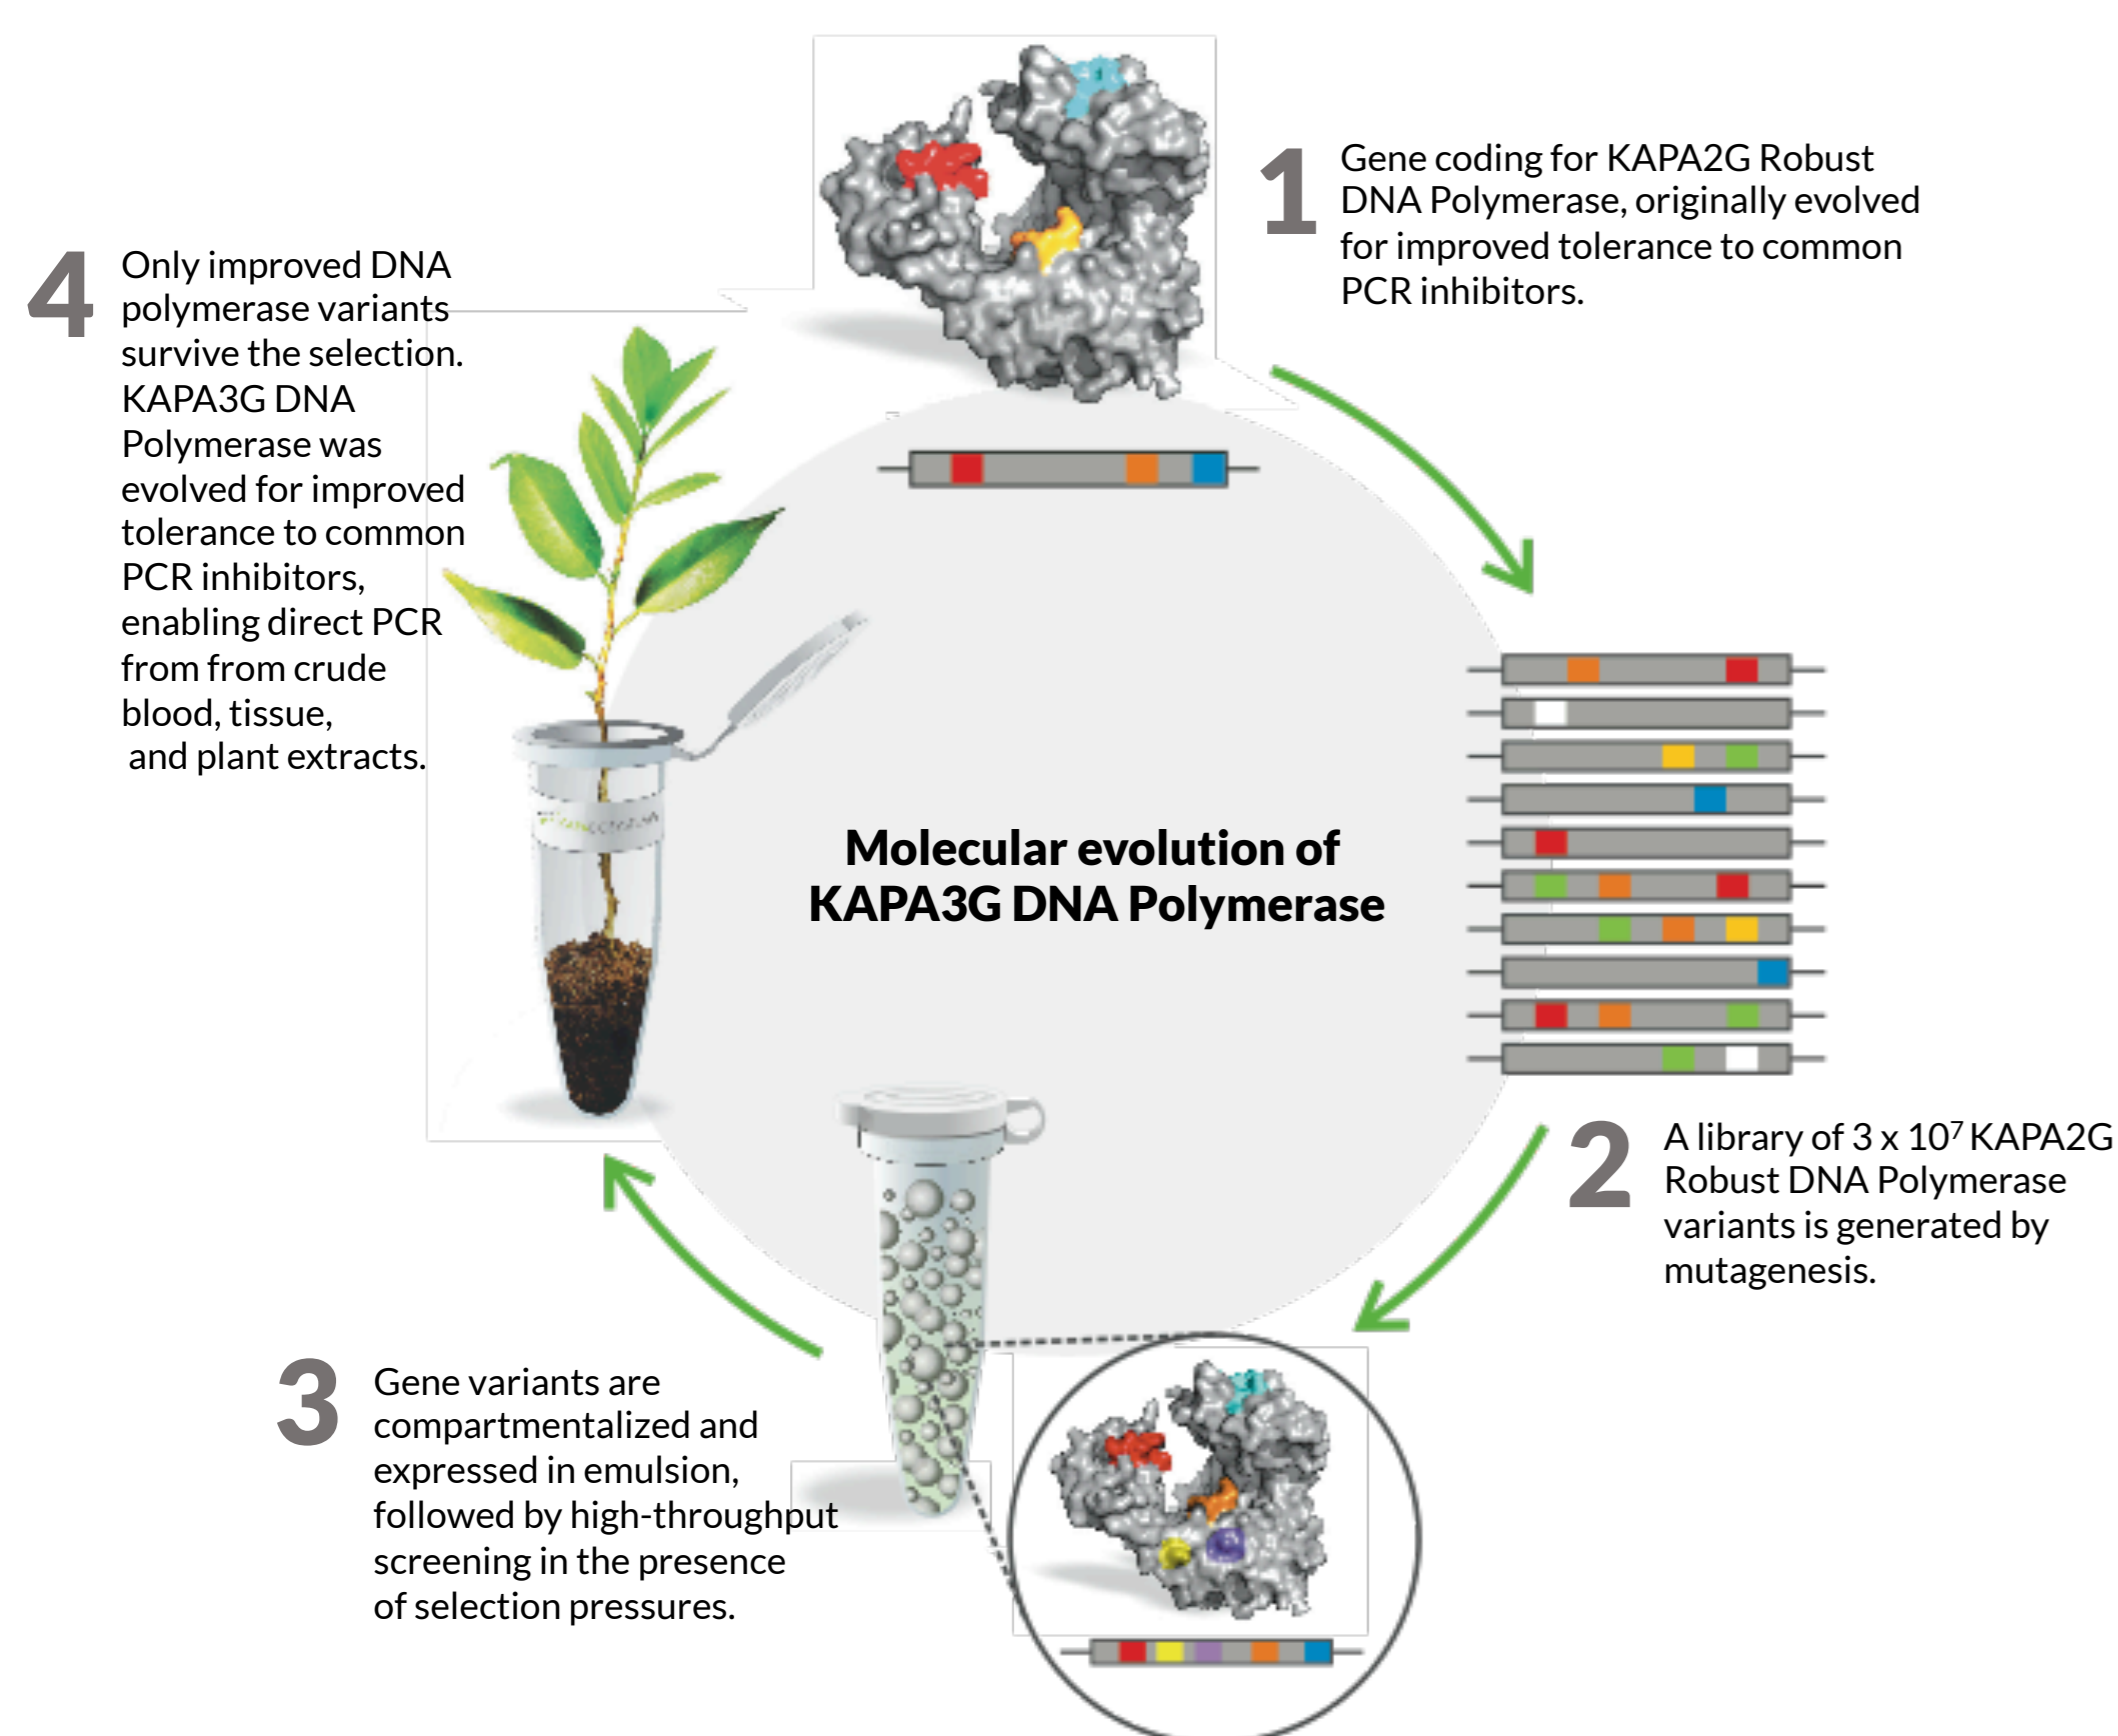 1
Gene coding for KAPA2G Robust
DNA Polymerase, originally evolved
for improved tolerance to common
PCR inhibitors.
4
Only improved DNA
polymerase variants
survive the selection.
KAPA3G DNA
Polymerase was
evolved for improved
tolerance to common
PCR inhibitors,
enabling direct PCR
from from crude
blood, tissue,
and plant extracts.
Molecular evolution of
KAPA3G DNA Polymerase
2
A library of 3 x 10⁷ KAPA2G
Robust DNA Polymerase
variants is generated by
mutagenesis.
3
Gene variants are
compartmentalized and
expressed in emulsion,
followed by high-throughput
screening in the presence
of selection pressures.